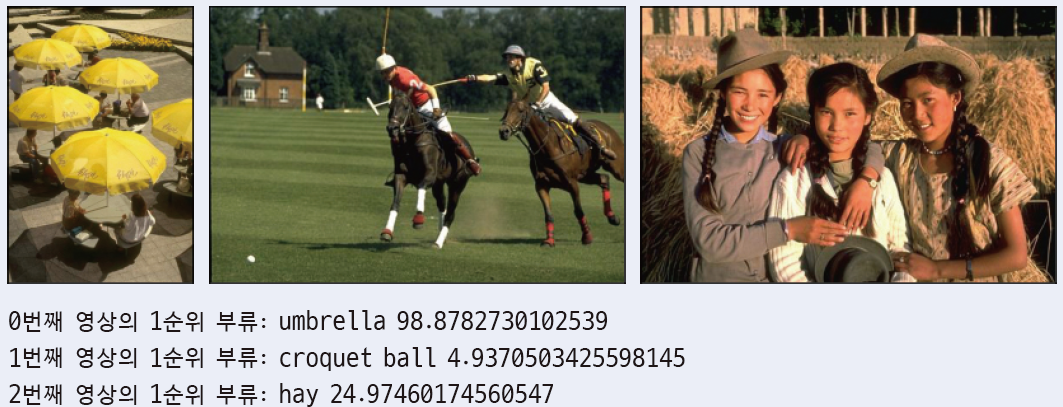 0번째 영상의 1순위 부류: umbrella 98.8782730102539
1번째 영상의 1순위 부류: croquet ball 4.9370503425598145
2번째 영상의 1순위 부류: hay 24.97460174560547